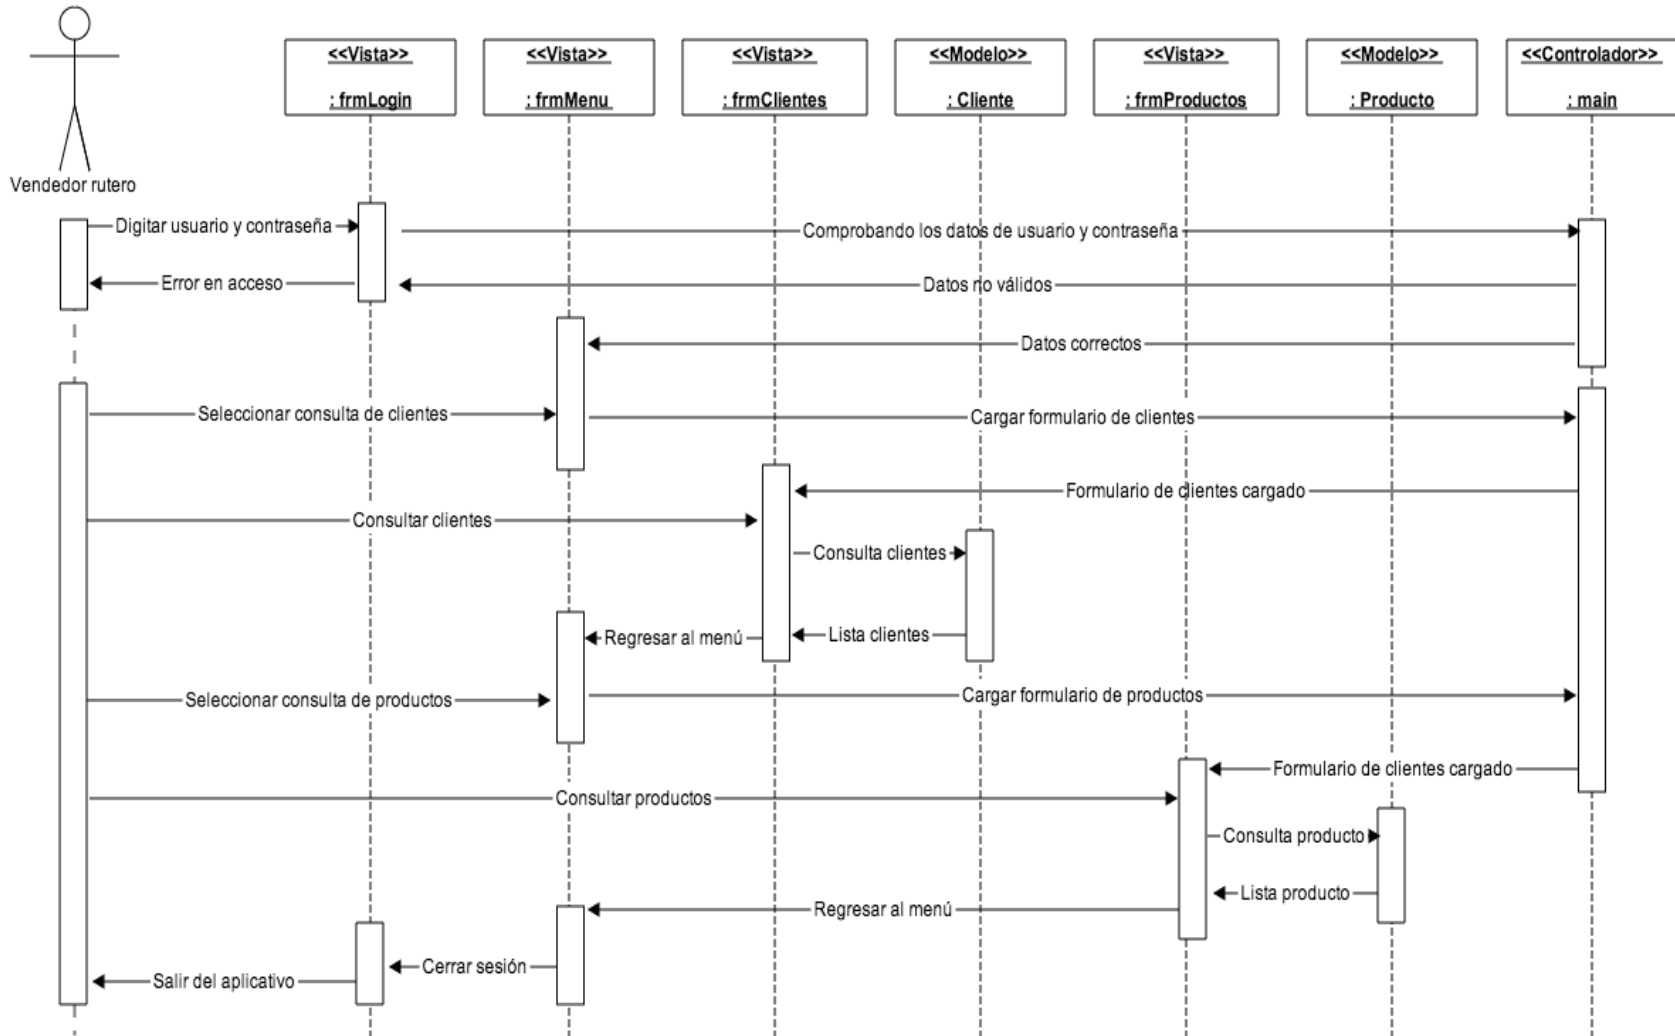 <<Vista>>
: frmLogin
<<Vista>>
: frmMenu
<<Vista>>
: frmClientes
<<Modelo>>
: Cliente
<<Vista>>
: frmProductos
<<Modelo>>
: Producto
<<Controlador>>
: main
Vendedor rutero
Digitar usuario y contraseña
Comprobando los datos de usuario y contraseña
Error en acceso
Datos no válidos
Datos correctos
Seleccionar consulta de clientes
Cargar formulario de clientes
Formulario de clientes cargado
Consultar clientes
Consulta clientes
Regresar al menú
Lista clientes
Seleccionar consulta de productos
Cargar formulario de productos
Formulario de clientes cargado
Consultar productos
Consulta producto
Lista producto
Regresar al menú
Cerrar sesión
Salir del aplicativo